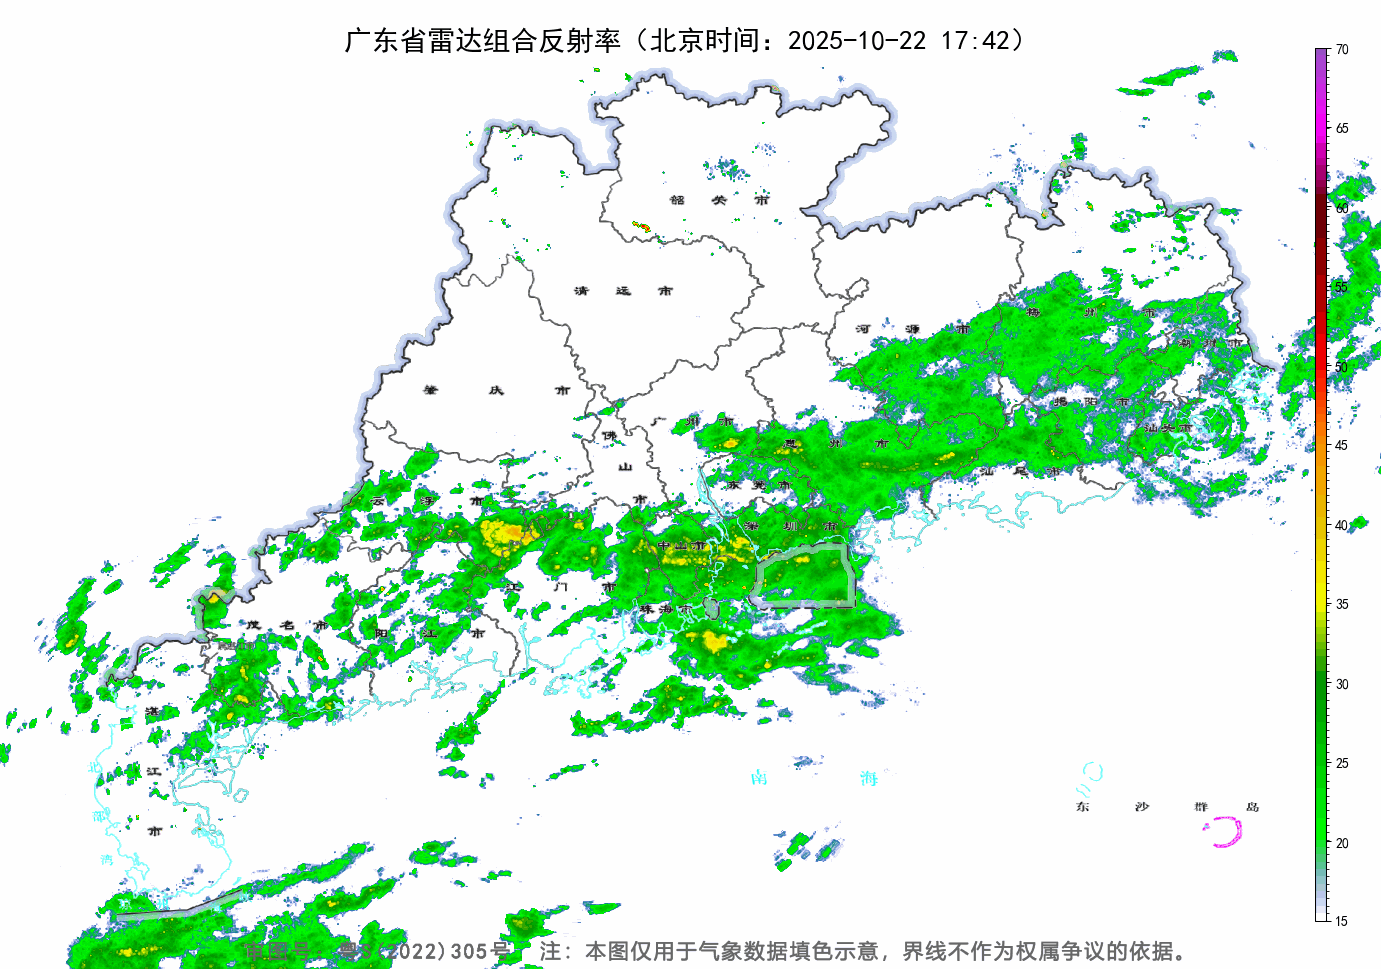 广东省雷达组合反射率（北京时间：2025-10-22 17:42）
70
65
60
55
50
45
40
35
30
25
20
15
韶 关 市
清 远 市
河 源 市
梅 州 市
潮 州 市
肇 庆 市
揭 阳 市
汕头市
广 州 市
佛 山 市
惠 州 市
汕 尾 市
东 莞 市
云 浮 市
深 圳 市
中山市
江 门 市
珠海市
茂 名 市
阳 江 市
湛 江 市
北 部 湾
南 海
东 沙 群 岛
审图号：粤S(2022)305号 注：本图仅用于气象数据填色示意，界线不作为权属争议的依据。